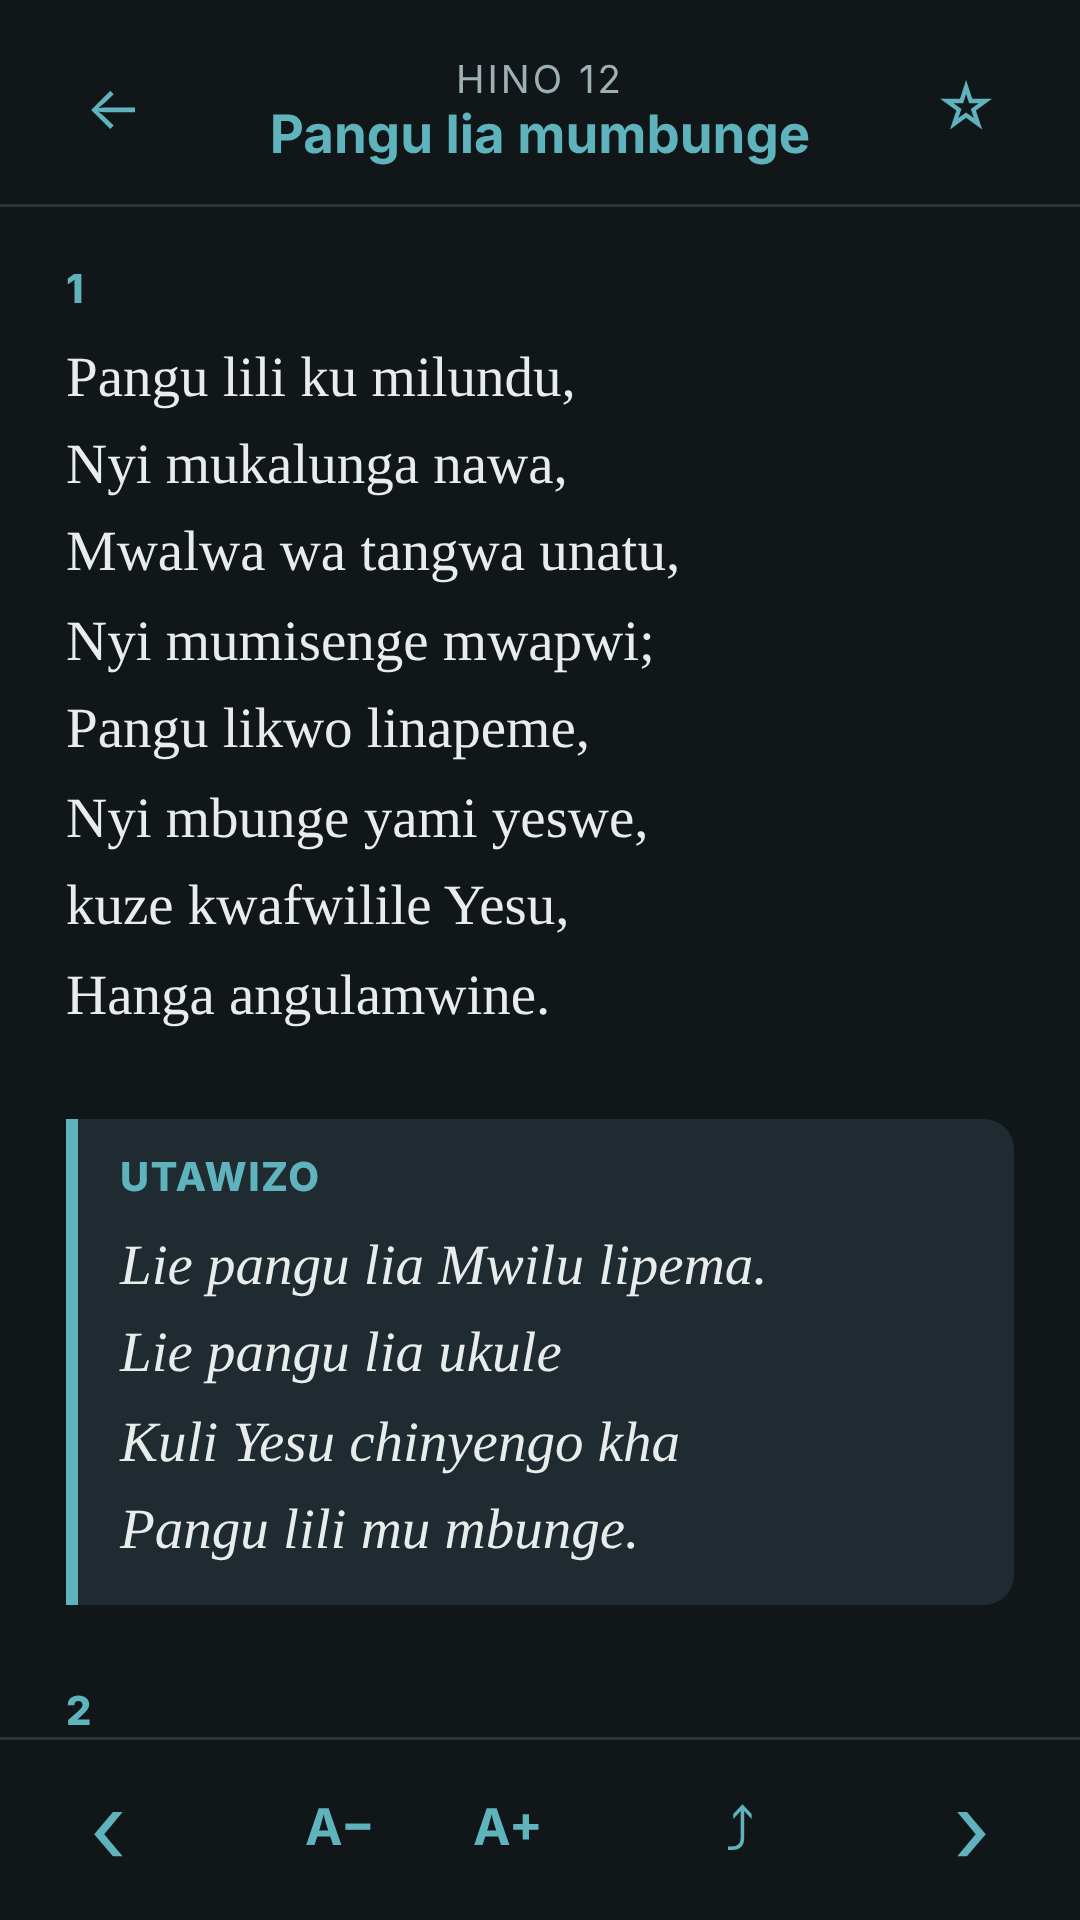 HINO 12
Pangu lia mumbunge
1
Pangu lili ku milundu,
Nyi mukalunga nawa,
Mwalwa wa tangwa unatu,
Nyi mumisenge mwapwi;
Pangu likwo linapeme,
Nyi mbunge yami yeswe,
kuze kwafwilile Yesu,
Hanga angulamwine.
UTAWIZO
Lie pangu lia Mwilu lipema.
Lie pangu lia ukule
Kuli Yesu chinyengo kha
Pangu lili mu mbunge.
2
A− A+